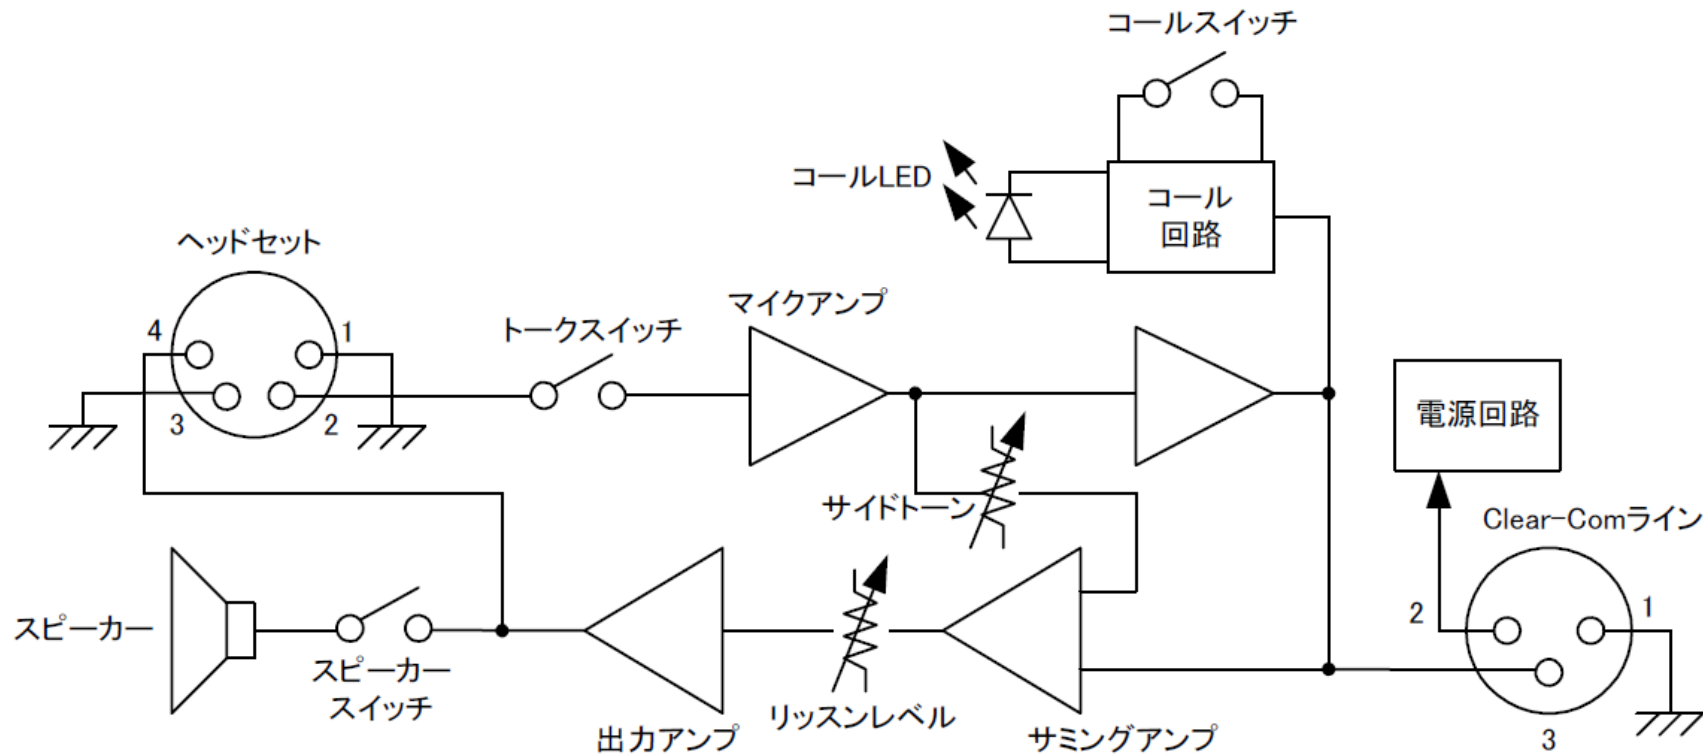 コールスイッチ
コールLED
コール
回路
ヘッドセット
4
1
3
2
トークスイッチ
マイクアンプ
サイドトーン
電源回路
Clear-Comライン
2
1
3
スピーカー
スピーカー
スイッチ
出力アンプ
リッスンレベル
サミングアンプ